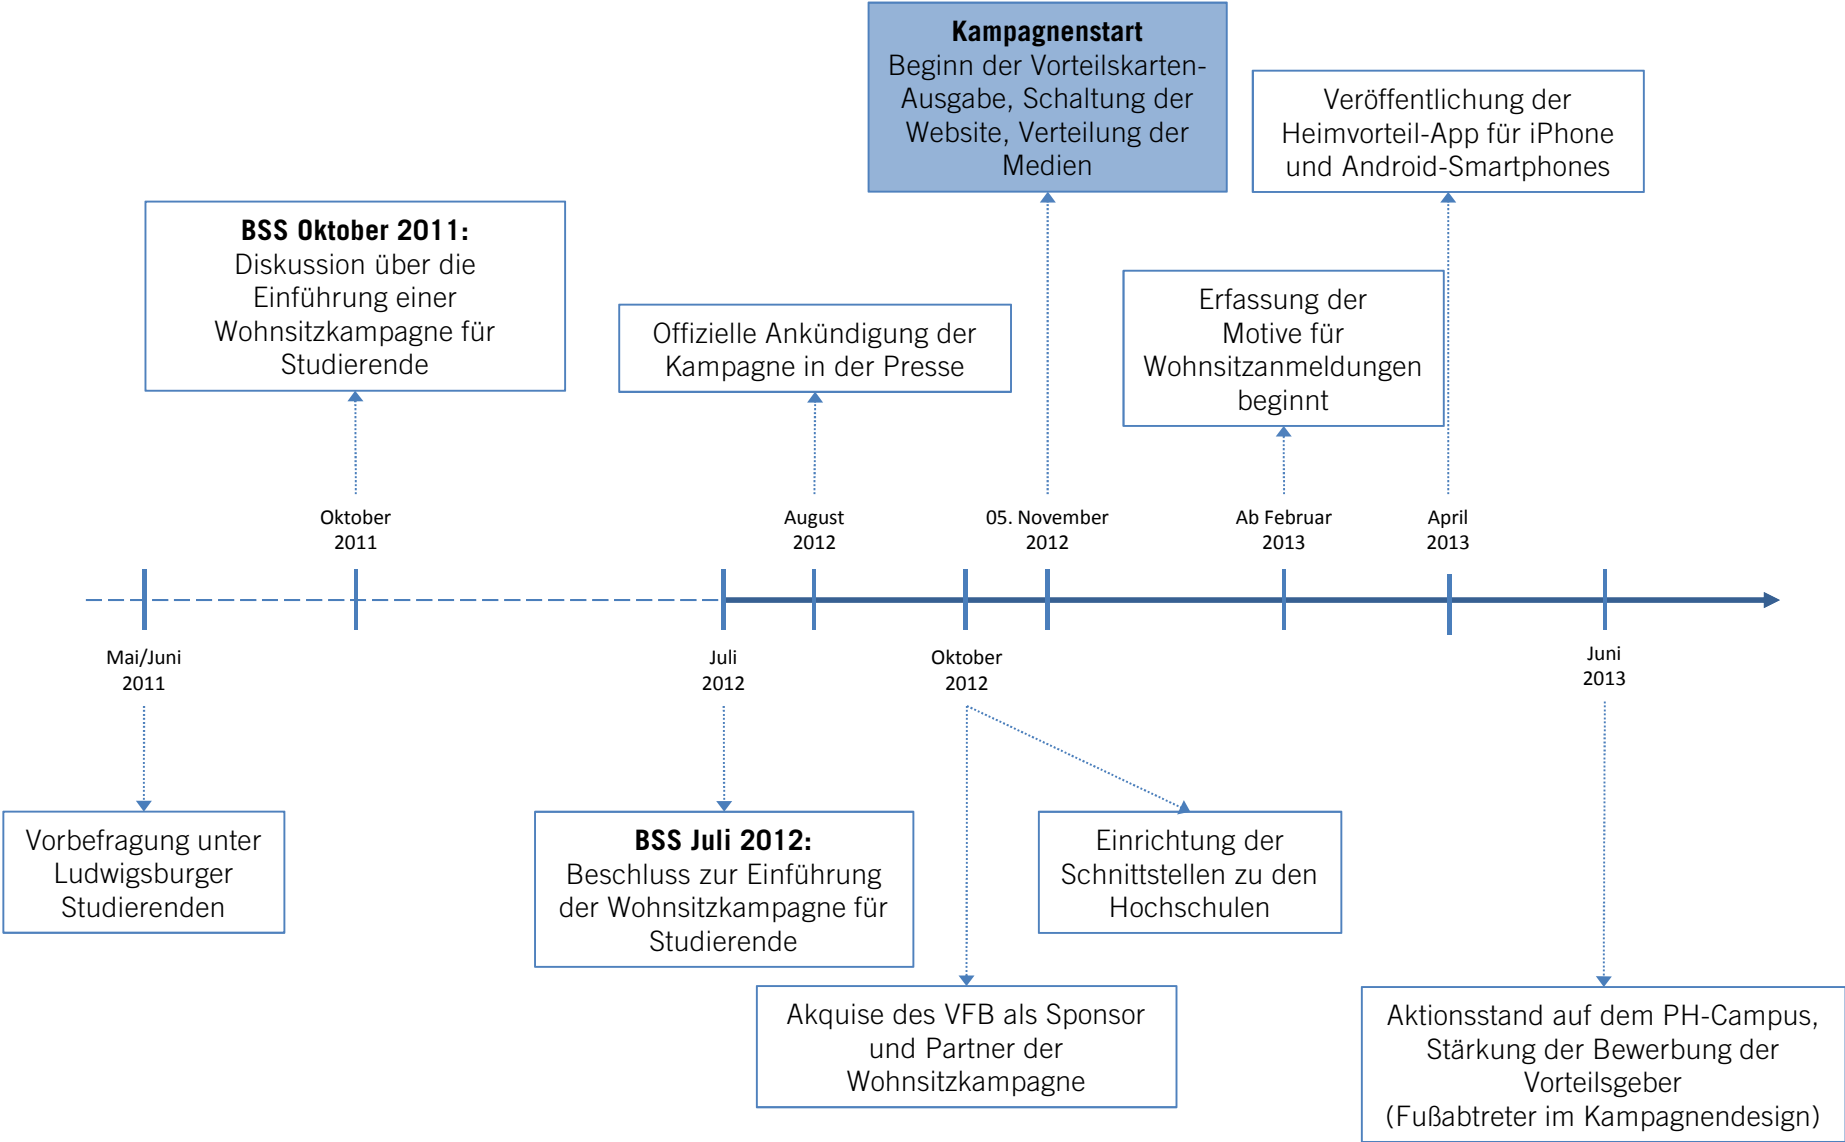 Kampagnenstart
Beginn der Vorteilskarten-
Ausgabe, Schaltung der
Website, Verteilung der
Medien
Veröffentlichung der
Heimvorteil-App für iPhone
und Android-Smartphones
BSS Oktober 2011:
Diskussion über die
Einführung einer
Wohnsitzkampagne für
Studierende
Offizielle Ankündigung der
Kampagne in der Presse
Erfassung der
Motive für
Wohnsitzanmeldungen
beginnt
Oktober
2011
August
2012
05. November
2012
Ab Februar
2013
April
2013
Mai/Juni
2011
Juli
2012
Oktober
2012
Juni
2013
Vorbefragung unter
Ludwigsburger
Studierenden
BSS Juli 2012:
Beschluss zur Einführung
der Wohnsitzkampagne für
Studierende
Einrichtung der
Schnittstellen zu den
Hochschulen
Akquise des VFB als Sponsor
und Partner der
Wohnsitzkampagne
Aktionsstand auf dem PH-Campus,
Stärkung der Bewerbung der
Vorteilsgeber
(Fußabtreter im Kampagnendesign)